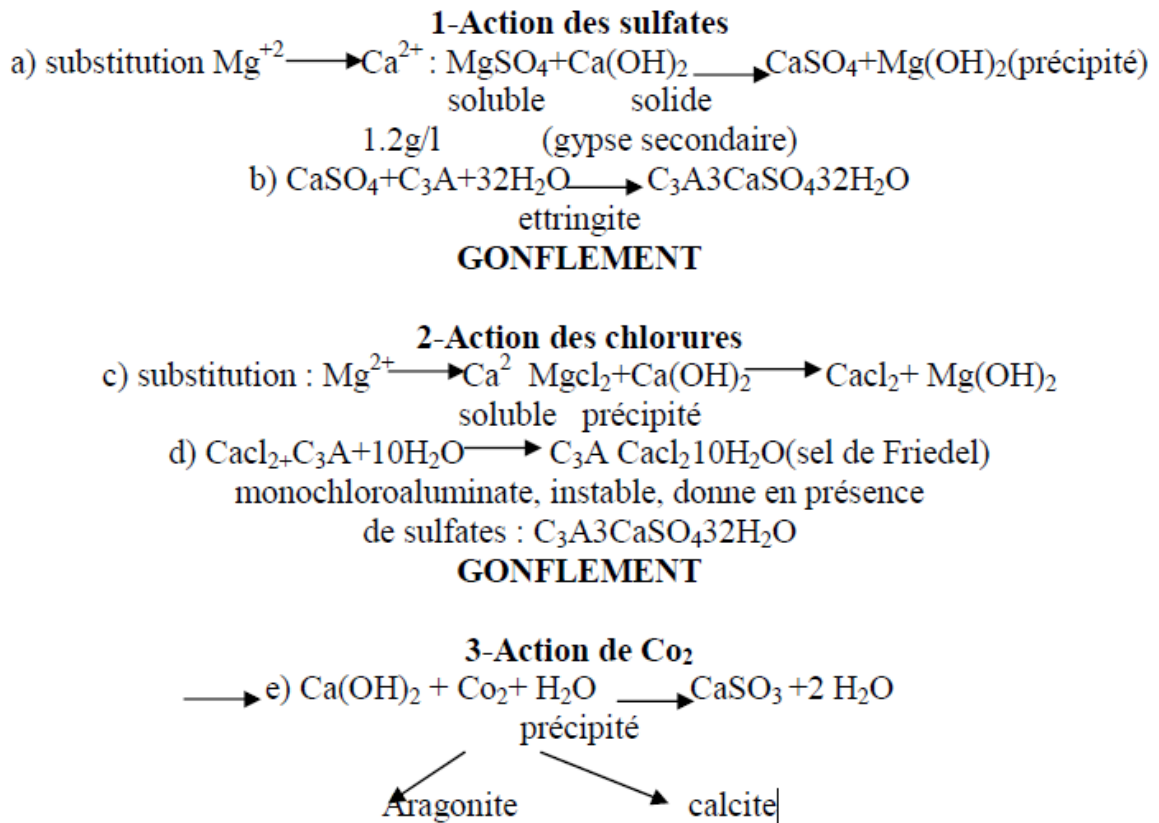 1-Action des sulfates
a) substitution Mg⁺² ⟶ Ca²⁺ : MgSO₄+Ca(OH)₂ ⟶ CaSO₄+Mg(OH)₂(précipité)
soluble solide
1.2g/l (gypse secondaire)
b) CaSO₄+C₃A+32H₂O ⟶ C₃A3CaSO₄32H₂O
ettringite
GONFLEMENT
2-Action des chlorures
c) substitution : Mg²⁺ ⟶ Ca² Mgcl₂+Ca(OH)₂ ⟶ Cacl₂+ Mg(OH)₂
soluble précipité
d) Cacl₂₊C₃A+10H₂O ⟶ C₃A Cacl₂10H₂O(sel de Friedel)
monochloroaluminate, instable, donne en présence
de sulfates : C₃A3CaSO₄32H₂O
GONFLEMENT
3-Action de Co₂
⟶ e) Ca(OH)₂ + Co₂+ H₂O ⟶ CaSO₃ +2 H₂O
précipité
Aragonite calcite